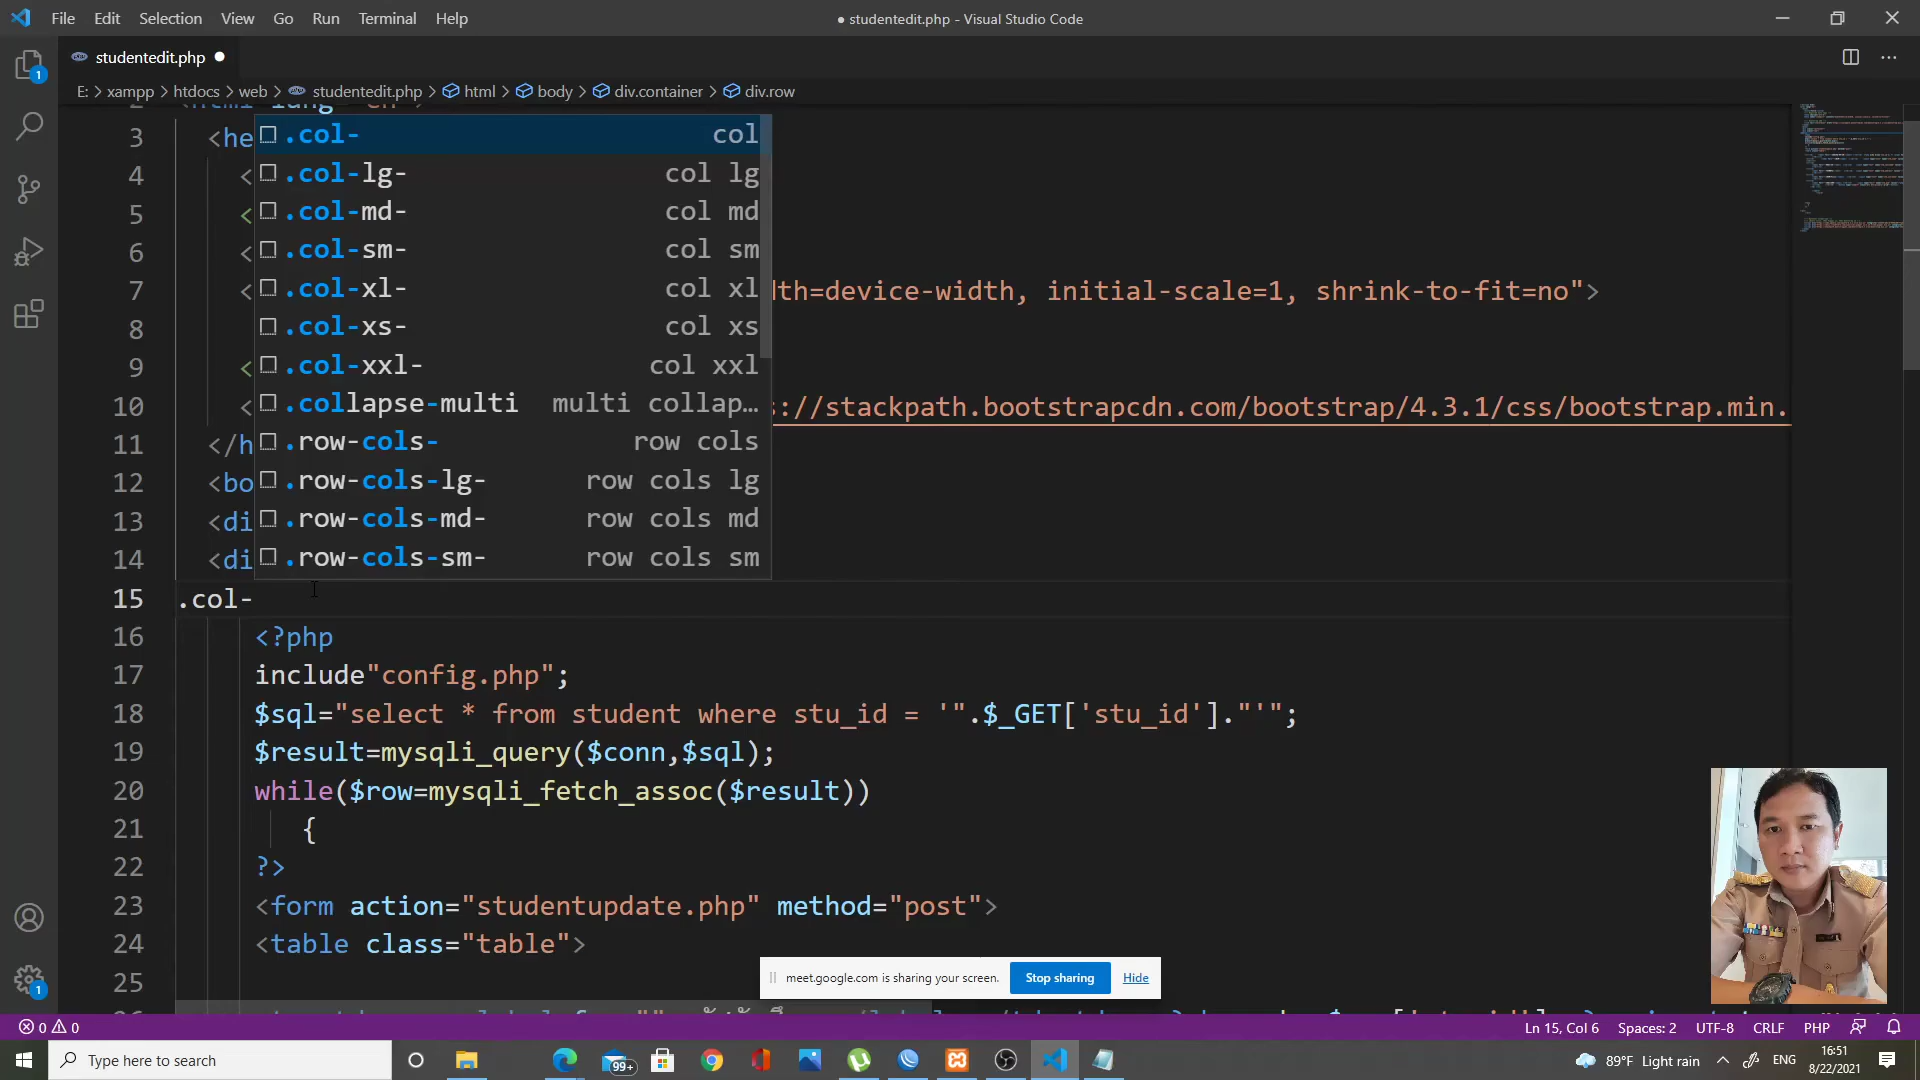 File Edit Selection View Go Run Terminal Help
● studentedit.php - Visual Studio Code
studentedit.php ●
E: > xampp > htdocs > web > studentedit.php > html > body > div.container > div.row
3 <he
4 <
5 <
6 <
7 < dth=device-width, initial-scale=1, shrink-to-fit=no">
8
9 <
10 < s://stackpath.bootstrapcdn.com/bootstrap/4.3.1/css/bootstrap.min.
11 </h
12 <bo
13 <di
14 <di
.col- col
.col-lg- col lg
.col-md- col md
.col-sm- col sm
.col-xl- col xl
.col-xs- col xs
.col-xxl- col xxl
.collapse-multi multi collap...
.row-cols- row cols
.row-cols-lg- row cols lg
.row-cols-md- row cols md
.row-cols-sm- row cols sm
15 .col-
16 <?php
17 include"config.php";
18 $sql="select * from student where stu_id = '".$_GET['stu_id']."'";
19 $result=mysqli_query($conn,$sql);
20 while($row=mysqli_fetch_assoc($result))
21 {
22 ?>
23 <form action="studentupdate.php" method="post">
24 <table class="table">
25
meet.google.com is sharing your screen. Stop sharing Hide
0 0 Ln 15, Col 6 Spaces: 2 UTF-8 CRLF PHP
Type here to search
99+
89°F Light rain ENG
16:51
8/22/2021